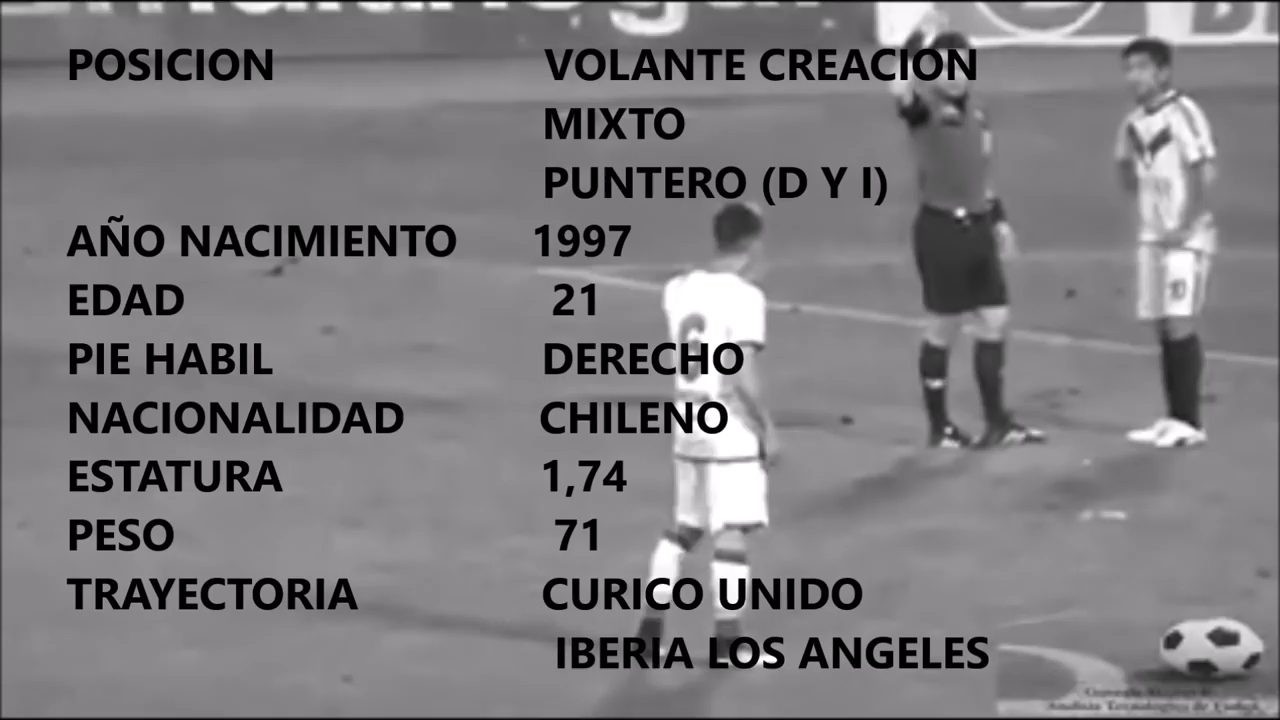 POSICION VOLANTE CREACION
MIXTO
PUNTERO (D Y I)
AÑO NACIMIENTO 1997
EDAD 21
PIE HABIL DERECHO
NACIONALIDAD CHILENO
ESTATURA 1,74
PESO 71
TRAYECTORIA CURICO UNIDO
IBERIA LOS ANGELES